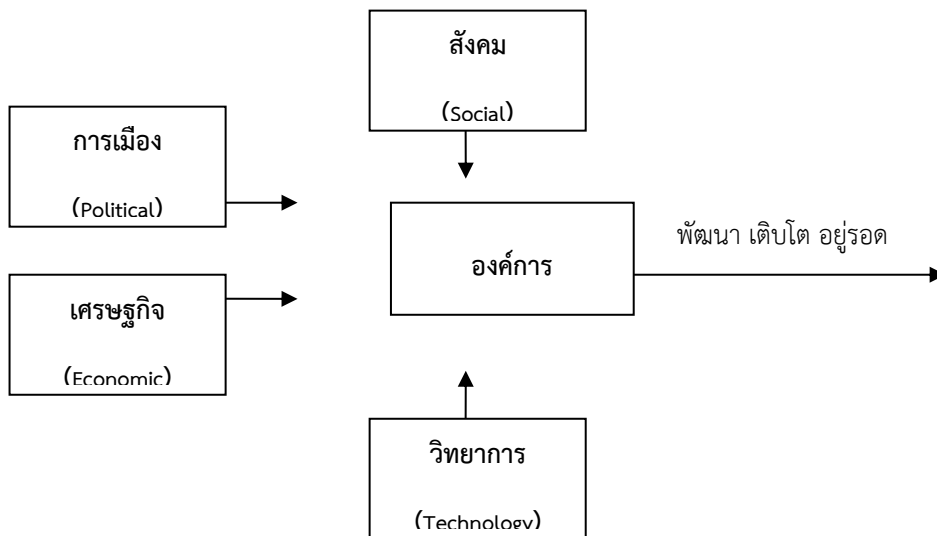 สังคม
(Social)
การเมือง
(Political)
องค์การ
พัฒนา เติบโต อยู่รอด
เศรษฐกิจ
(Economic)
วิทยาการ
(Technology)